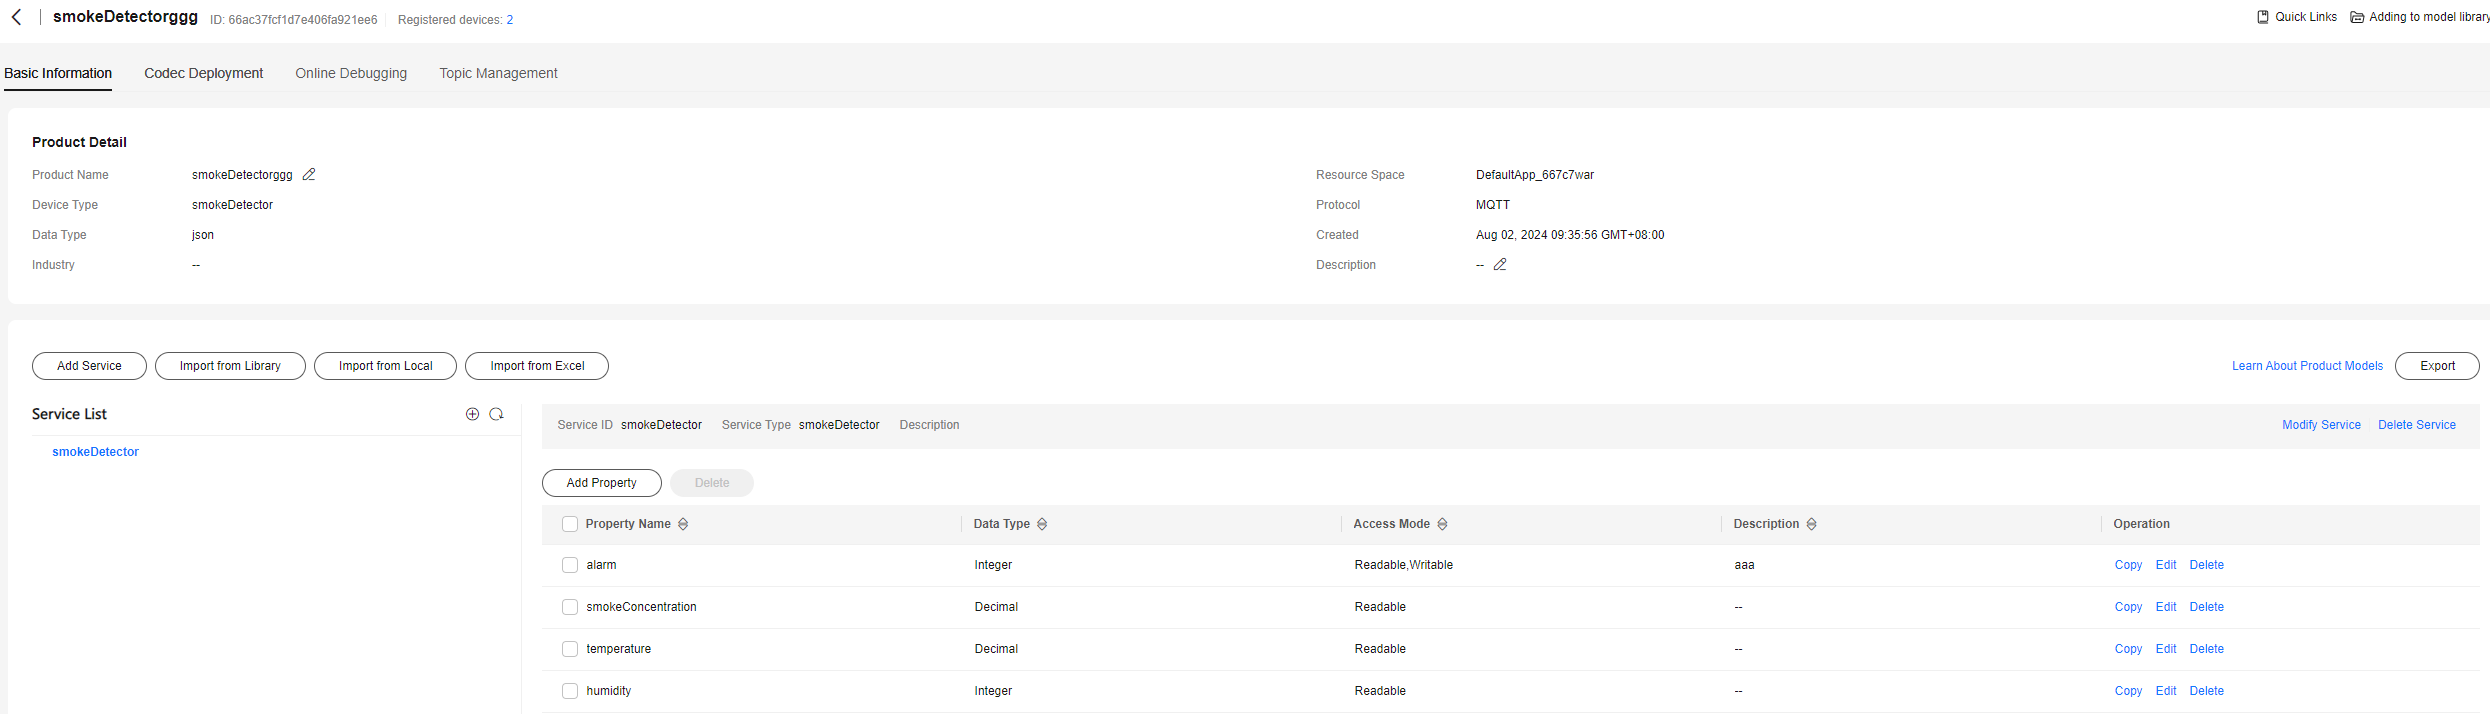 smokeDetectorggg ID: 66ac37fcf1d7e406fa921ee6 Registered devices: 2 Quick Links Adding to model library
Basic Information Codec Deployment Online Debugging Topic Management
Product Detail
Product Name smokeDetectorggg Resource Space DefaultApp_667c7war
Device Type smokeDetector Protocol MQTT
Data Type json Created Aug 02, 2024 09:35:56 GMT+08:00
Industry -- Description --
Add Service Import from Library Import from Local Import from Excel Learn About Product Models Export
Service List
smokeDetector
Service ID smokeDetector Service Type smokeDetector Description Modify Service Delete Service
Add Property Delete
Property Name Data Type Access Mode Description Operation
alarm Integer Readable,Writable aaa Copy Edit Delete
smokeConcentration Decimal Readable -- Copy Edit Delete
temperature Decimal Readable -- Copy Edit Delete
humidity Integer Readable -- Copy Edit Delete